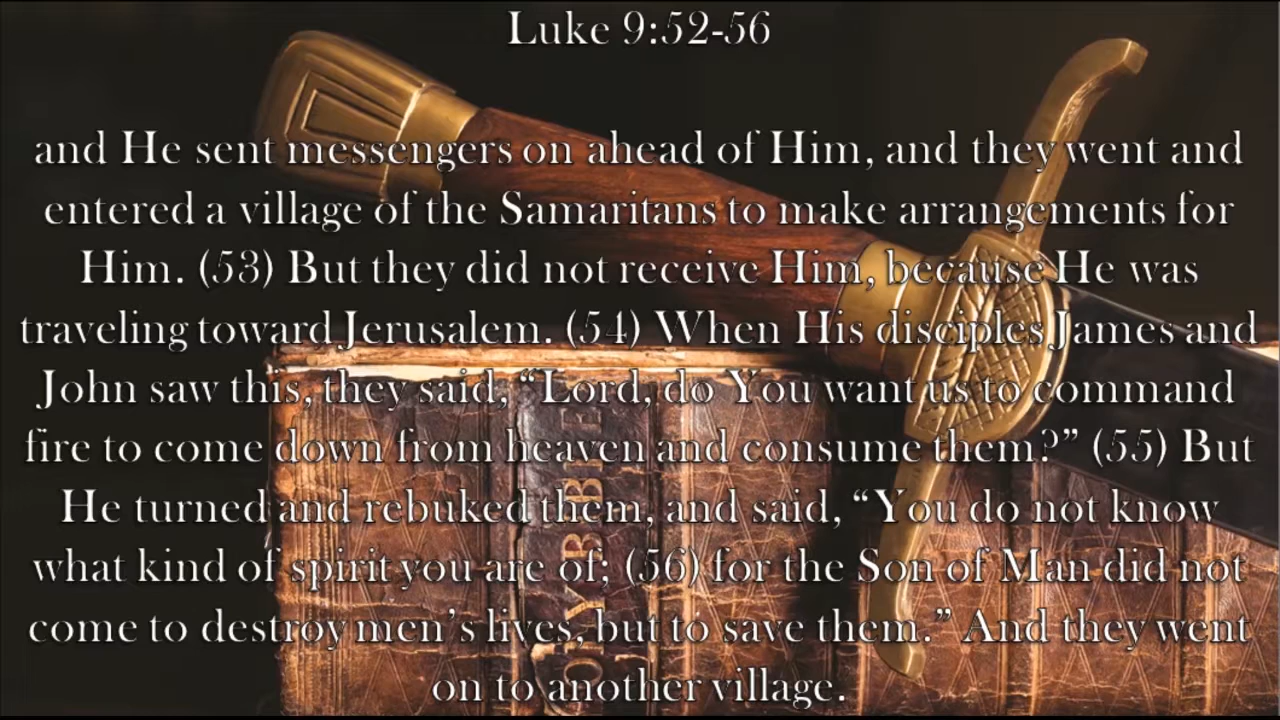 Luke 9:52-56
and He sent messengers on ahead of Him, and they went and
entered a village of the Samaritans to make arrangements for
Him. (53) But they did not receive Him, because He was
traveling toward Jerusalem. (54) When His disciples James and
John saw this, they said, “Lord, do You want us to command
fire to come down from heaven and consume them?” (55) But
He turned and rebuked them, and said, “You do not know
what kind of spirit you are of; (56) for the Son of Man did not
come to destroy men’s lives, but to save them.” And they went
on to another village.
HOLY BIBLE